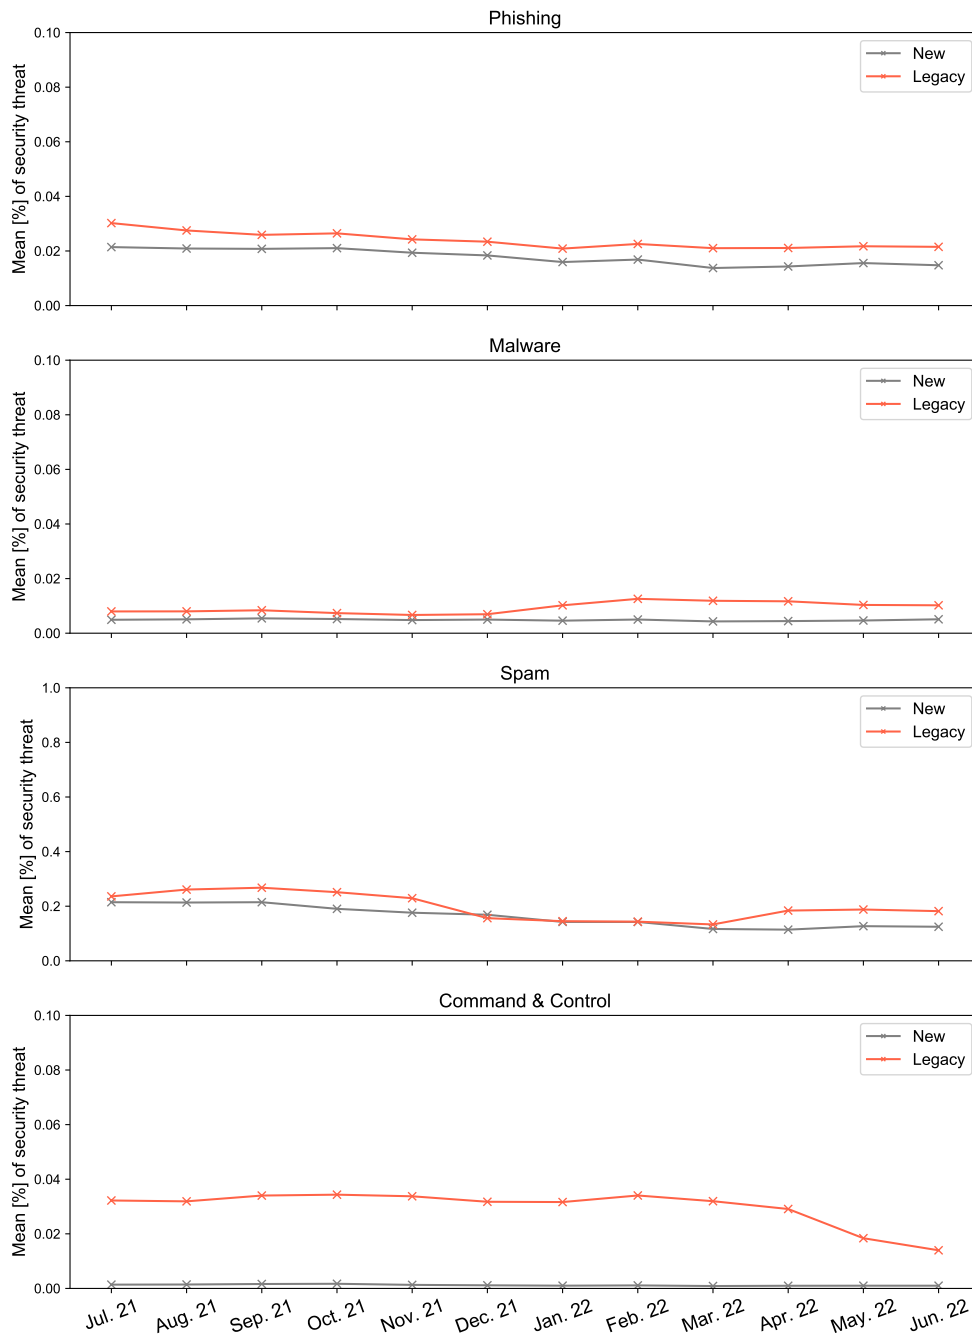 Phishing
Mean [%] of security threat
0.10
0.08
0.06
0.04
0.02
0.00
New
Legacy
Malware
Mean [%] of security threat
0.10
0.08
0.06
0.04
0.02
0.00
New
Legacy
Spam
Mean [%] of security threat
1.0
0.8
0.6
0.4
0.2
0.0
New
Legacy
Command & Control
Mean [%] of security threat
0.10
0.08
0.06
0.04
0.02
0.00
New
Legacy
Jul. 21 Aug. 21 Sep. 21 Oct. 21 Nov. 21 Dec. 21 Jan. 22 Feb. 22 Mar. 22 Apr. 22 May. 22 Jun. 22